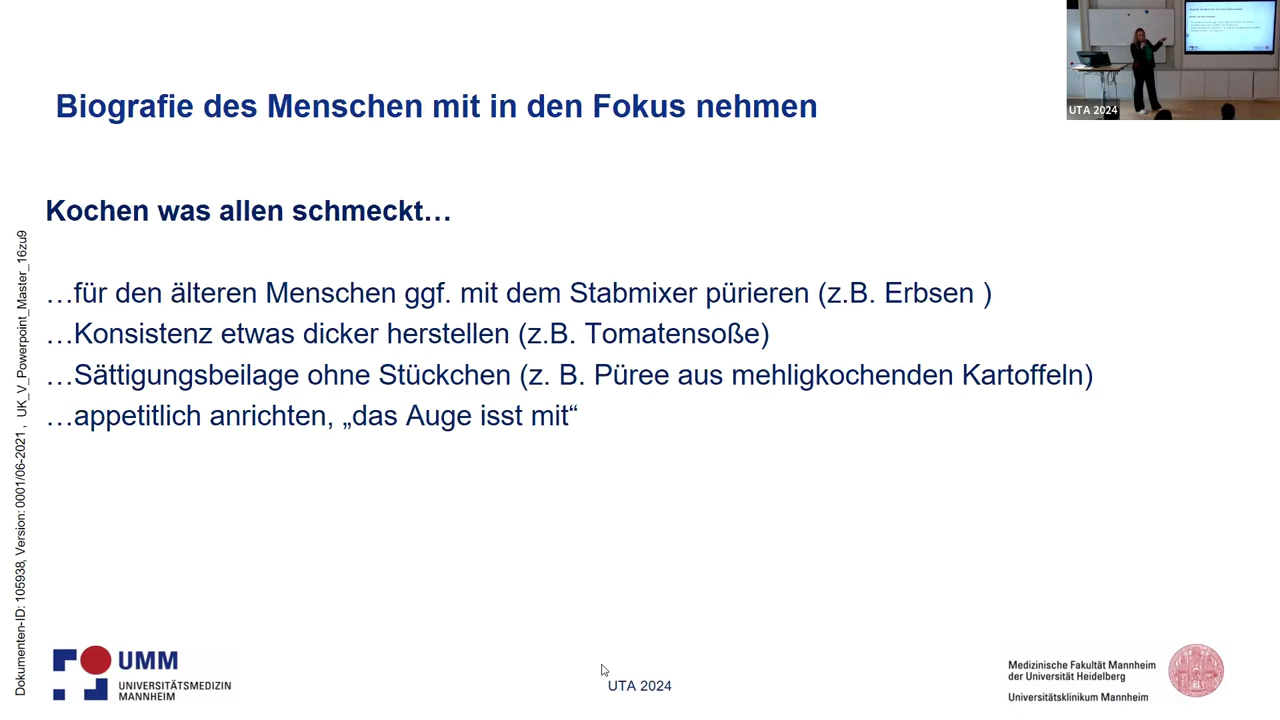 Biografie des Menschen mit in den Fokus nehmen
UTA 2024
Kochen was allen schmeckt…
…für den älteren Menschen ggf. mit dem Stabmixer pürieren (z.B. Erbsen )
…Konsistenz etwas dicker herstellen (z.B. Tomatensoße)
…Sättigungsbeilage ohne Stückchen (z. B. Püree aus mehligkochenden Kartoffeln)
…appetitlich anrichten, „das Auge isst mit“
Dokumenten-ID: 105938, Version: 0001/06-2021 , UK_V_Powerpoint_Master_16zu9
UMM
UNIVERSITÄTSMEDIZIN
MANNHEIM
UTA 2024
Medizinische Fakultät Mannheim
der Universität Heidelberg
Universitätsklinikum Mannheim